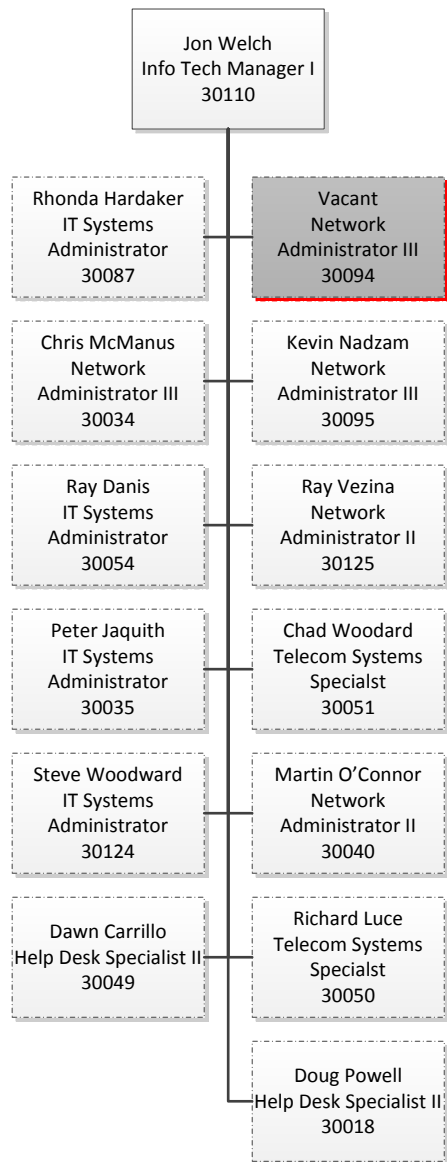 Jon Welch
Info Tech Manager I
30110
Rhonda Hardaker
IT Systems
Administrator
30087
Vacant
Network
Administrator III
30094
Chris McManus
Network
Administrator III
30034
Kevin Nadzam
Network
Administrator III
30095
Ray Danis
IT Systems
Administrator
30054
Ray Vezina
Network
Administrator II
30125
Peter Jaquith
IT Systems
Administrator
30035
Chad Woodard
Telecom Systems
Specialst
30051
Steve Woodward
IT Systems
Administrator
30124
Martin O’Connor
Network
Administrator II
30040
Dawn Carrillo
Help Desk Specialist II
30049
Richard Luce
Telecom Systems
Specialst
30050
Doug Powell
Help Desk Specialist II
30018